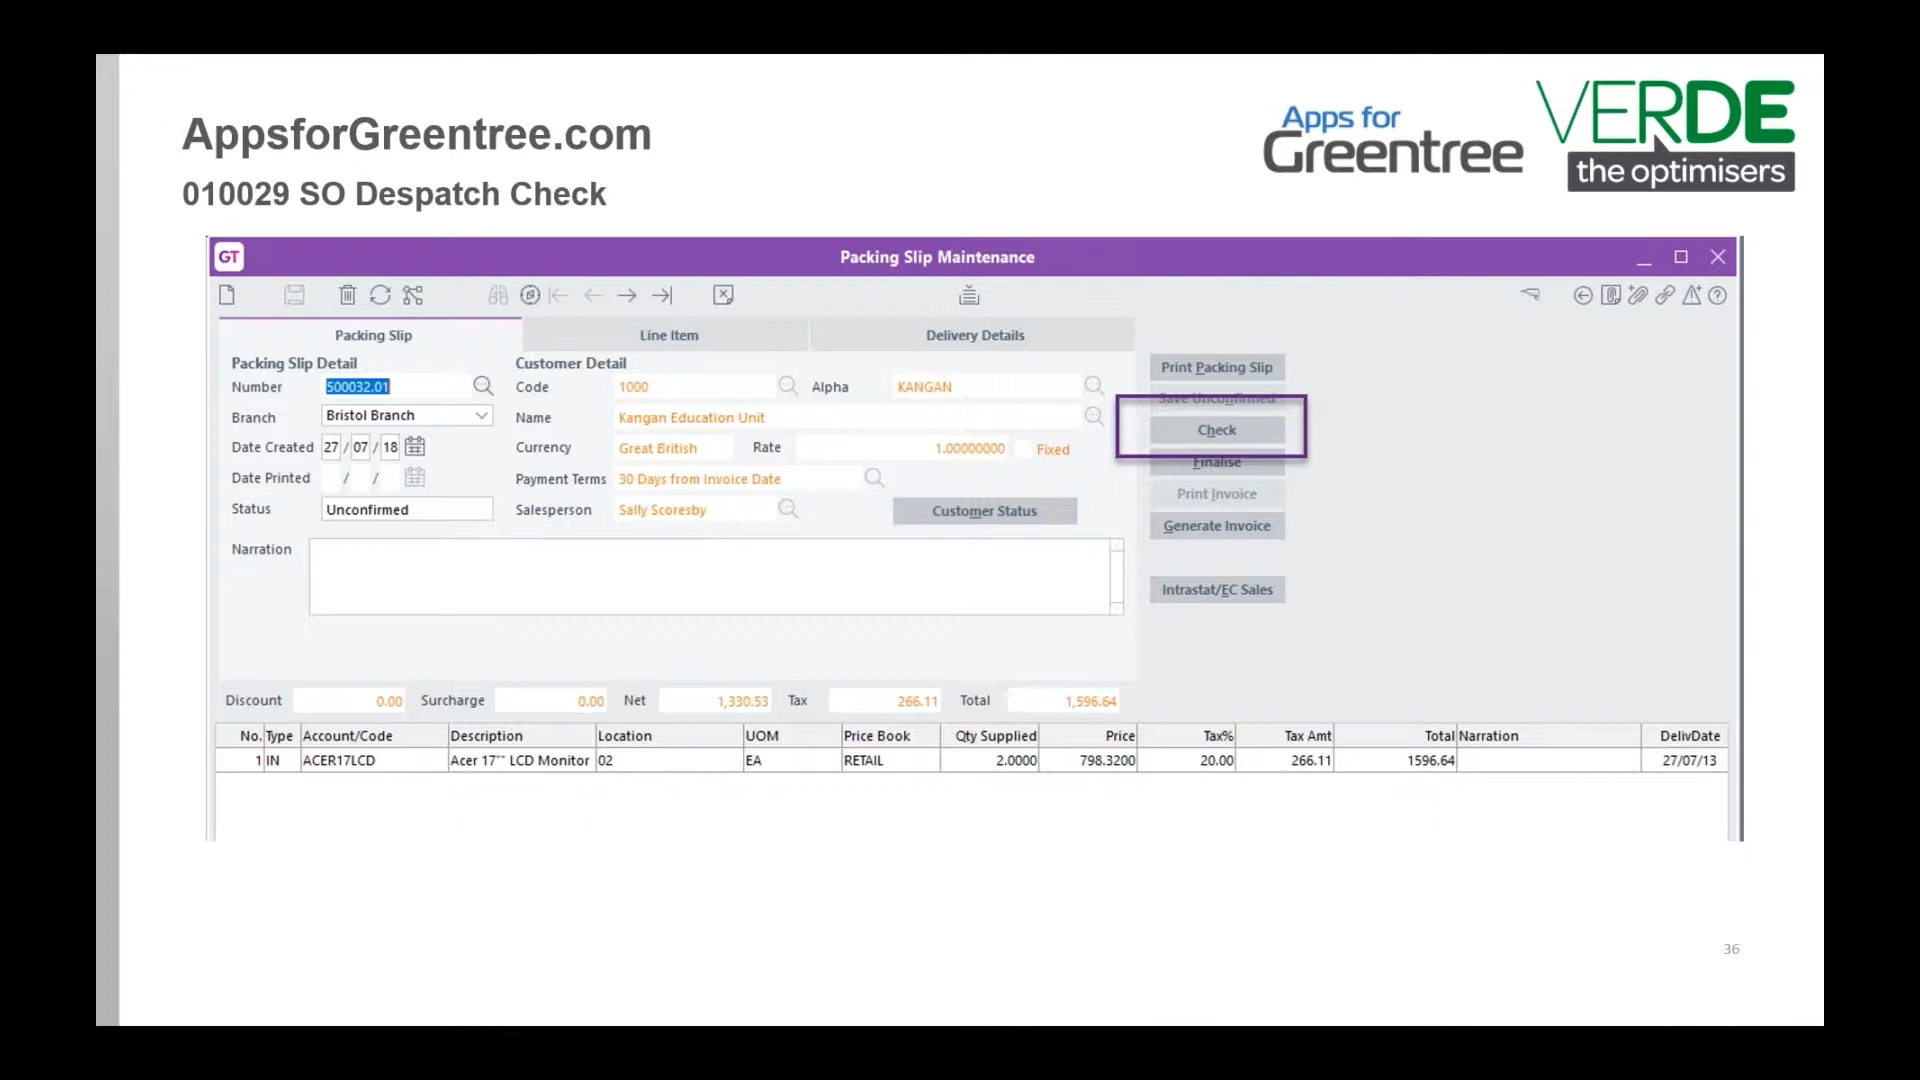 AppsforGreentree.com
010029 SO Despatch Check
Apps for
Greentree
VERDE
the optimisers
GT
Packing Slip Maintenance
Packing Slip
Line Item
Delivery Details
Packing Slip Detail
Customer Detail
Print Packing Slip
Number 500032.01
Code 1000
Alpha KANGAN
Save Unconfirmed
Branch Bristol Branch
Name Kangan Education Unit
Check
Date Created 27 / 07 / 18
Currency Great British
Rate 1.00000000
Fixed
Finalise
Date Printed / /
Payment Terms 30 Days from Invoice Date
Print Invoice
Status Unconfirmed
Salesperson Sally Scoresby
Customer Status
Generate Invoice
Narration
Intrastat/EC Sales
Discount 0.00 Surcharge 0.00 Net 1,330.53 Tax 266.11 Total 1,596.64
No. Type Account/Code Description Location UOM Price Book Qty Supplied Price Tax% Tax Amt Total Narration DelivDate
1 IN ACER17LCD Acer 17"" LCD Monitor 02 EA RETAIL 2.0000 798.3200 20.00 266.11 1596.64 27/07/13
36